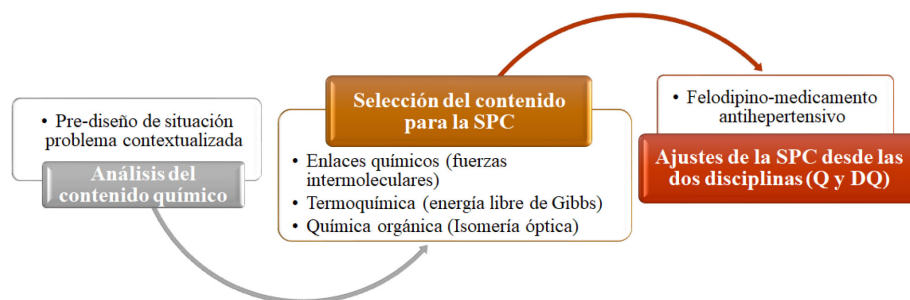 • Pre-diseño de situación
problema contextualizada
Análisis del
contenido químico
Selección del contenido
para la SPC
• Enlaces químicos (fuerzas
intermoleculares)
• Termoquímica (energía libre de Gibbs)
• Química orgánica (Isomería óptica)
• Felodipino-medicamento
antihepertensivo
Ajustes de la SPC desde las
dos disciplinas (Q y DQ)